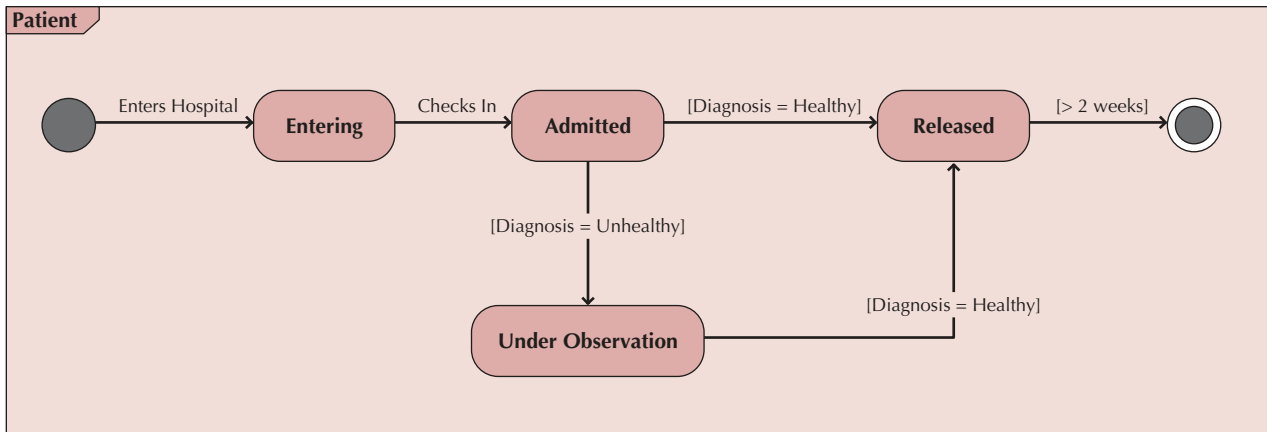 Patient
Enters Hospital
Entering
Checks In
Admitted
[Diagnosis = Healthy]
Released
[> 2 weeks]
[Diagnosis = Unhealthy]
[Diagnosis = Healthy]
Under Observation